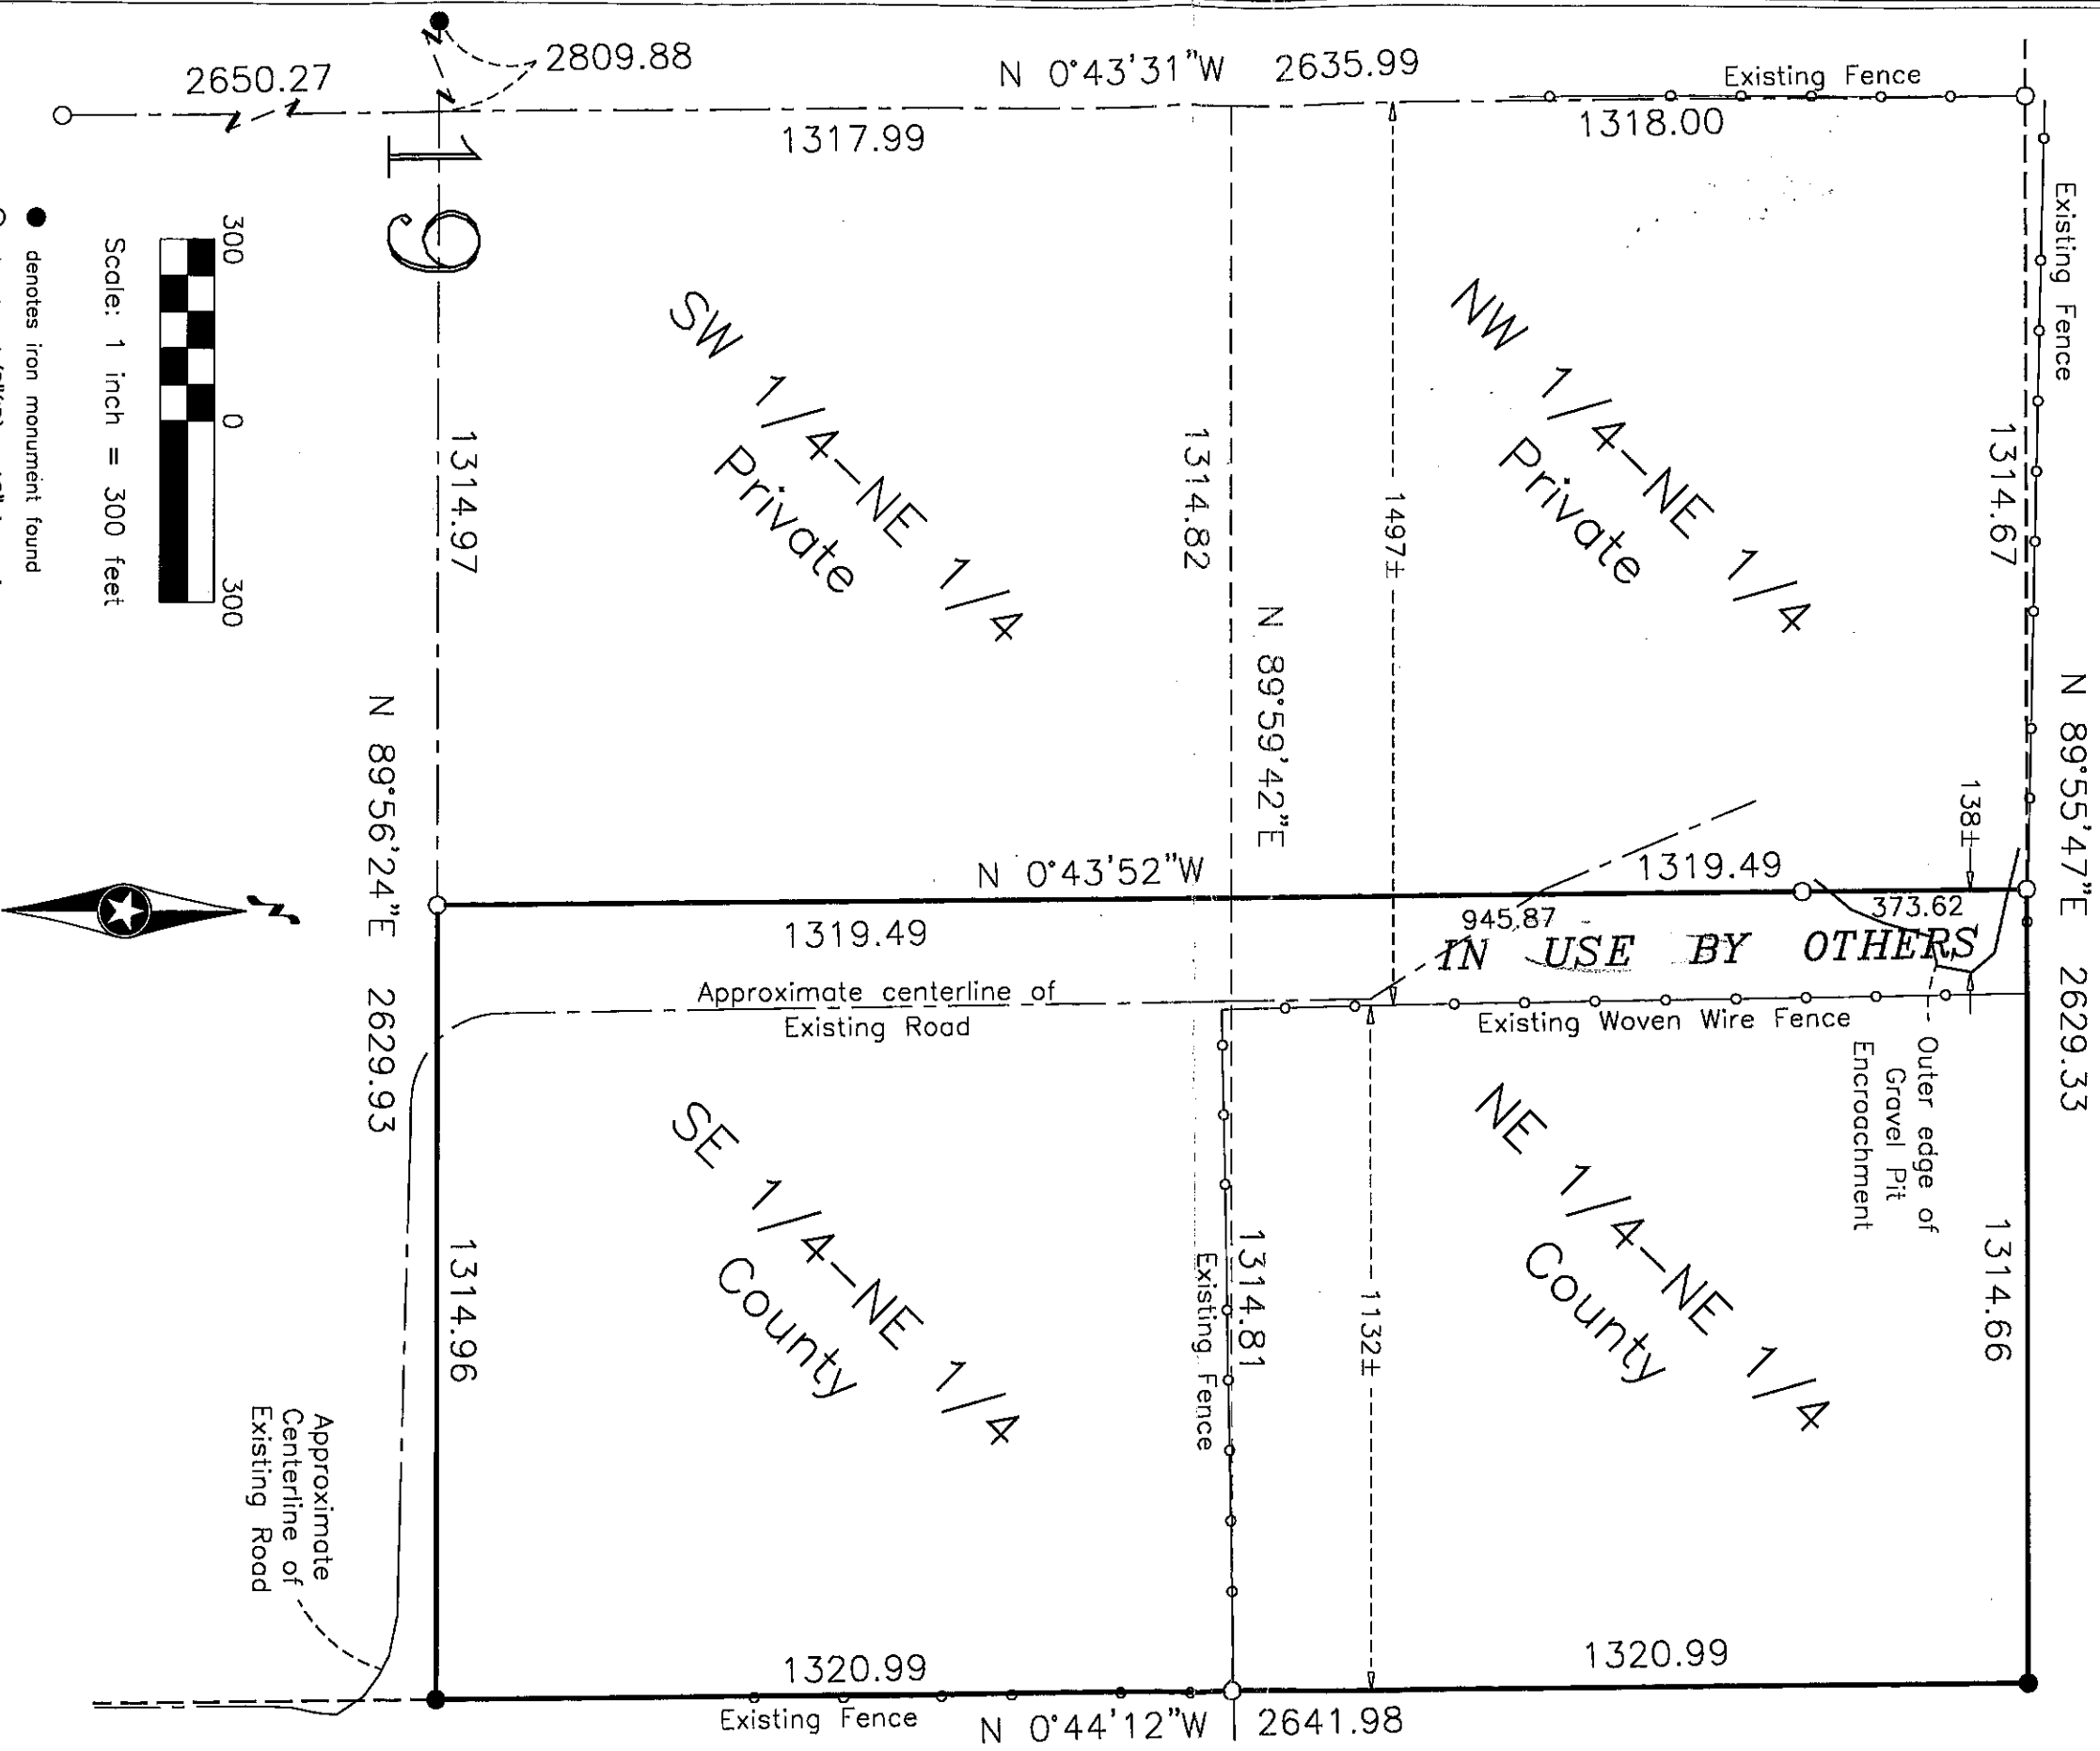 2650.27
2809.88
N 0°43'31"W 2635.99
Existing Fence
1317.99
1318.00
19
Existing Fence
1314.67
N 89°55'47"E 2629.33
NW 1/4-NE 1/4
Private
SW 1/4-NE 1/4
Private
1497±
1314.82
N 89°59'42"E
1314.97
N 89°56'24"E 2629.93
300 0 300
Scale: 1 inch = 300 feet
denotes iron monument found
138±
N 0°43'52"W
1319.49
1319.49
945.87
373.62
IN USE BY OTHERS
Approximate centerline of
Existing Road
Existing Woven Wire Fence
Outer edge of
Gravel Pit
Encroachment
NE 1/4-NE 1/4
County
SE 1/4-NE 1/4
County
1314.66
1132±
1314.81
Existing Fence
1314.96
Approximate
Centerline of
Existing Road
1320.99
1320.99
Existing Fence
N 0°44'12"W 2641.98